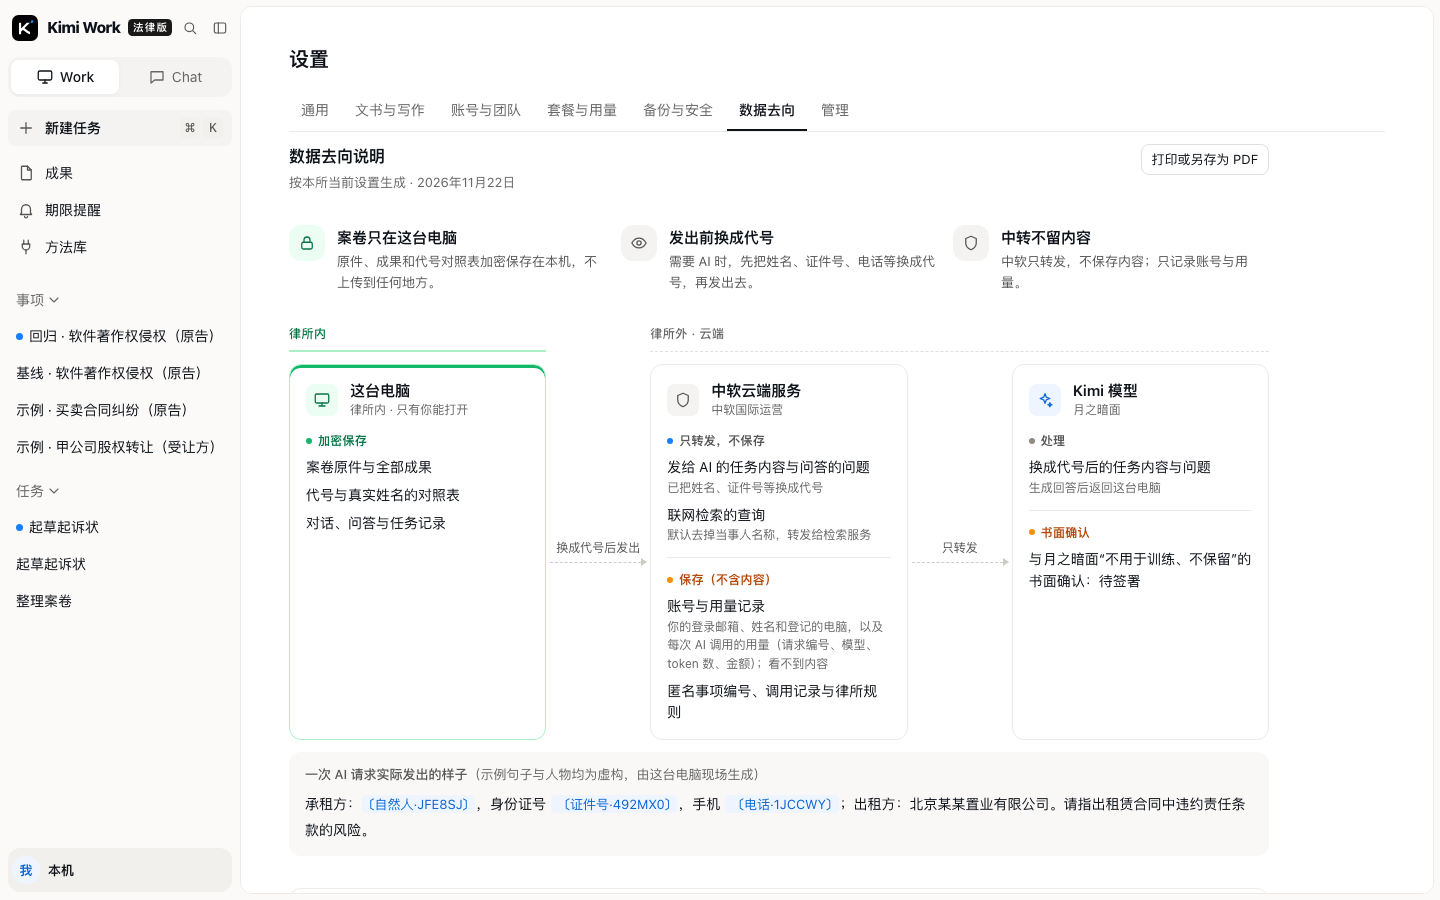 Kimi Work 法律版
Work
Chat
新建任务 ⌘ K
成果
期限提醒
方法库
事项
回归 · 软件著作权侵权（原告）
基线 · 软件著作权侵权（原告）
示例 · 买卖合同纠纷（原告）
示例 · 甲公司股权转让（受让方）
任务
起草起诉状
起草起诉状
整理案卷
我 本机
设置
通用 文书与写作 账号与团队 套餐与用量 备份与安全 数据去向 管理
数据去向说明
按本所当前设置生成 · 2026年11月22日
打印或另存为 PDF
案卷只在这台电脑
原件、成果和代号对照表加密保存在本机，不
上传到任何地方。
发出前换成代号
需要 AI 时，先把姓名、证件号、电话等换成代
号，再发出去。
中转不留内容
中软只转发，不保存内容；只记录账号与用
量。
律所内
律所外 · 云端
这台电脑
律所内 · 只有你能打开
加密保存
案卷原件与全部成果
代号与真实姓名的对照表
对话、问答与任务记录
换成代号后发出
中软云端服务
中软国际运营
只转发，不保存
发给 AI 的任务内容与问答的问题
已把姓名、证件号等换成代号
联网检索的查询
默认去掉当事人名称，转发给检索服务
保存（不含内容）
账号与用量记录
你的登录邮箱、姓名和登记的电脑，以及
每次 AI 调用的用量（请求编号、模型、
token 数、金额）；看不到内容
匿名事项编号、调用记录与律所规
则
只转发
Kimi 模型
月之暗面
处理
换成代号后的任务内容与问题
生成回答后返回这台电脑
书面确认
与月之暗面“不用于训练、不保留”的
书面确认：待签署
一次 AI 请求实际发出的样子（示例句子与人物均为虚构，由这台电脑现场生成）
承租方：〔自然人·JFE8SJ〕，身份证号 〔证件号·492MX0〕，手机 〔电话·1JCCWY〕；出租方：北京某某置业有限公司。请指出租赁合同中违约责任条
款的风险。